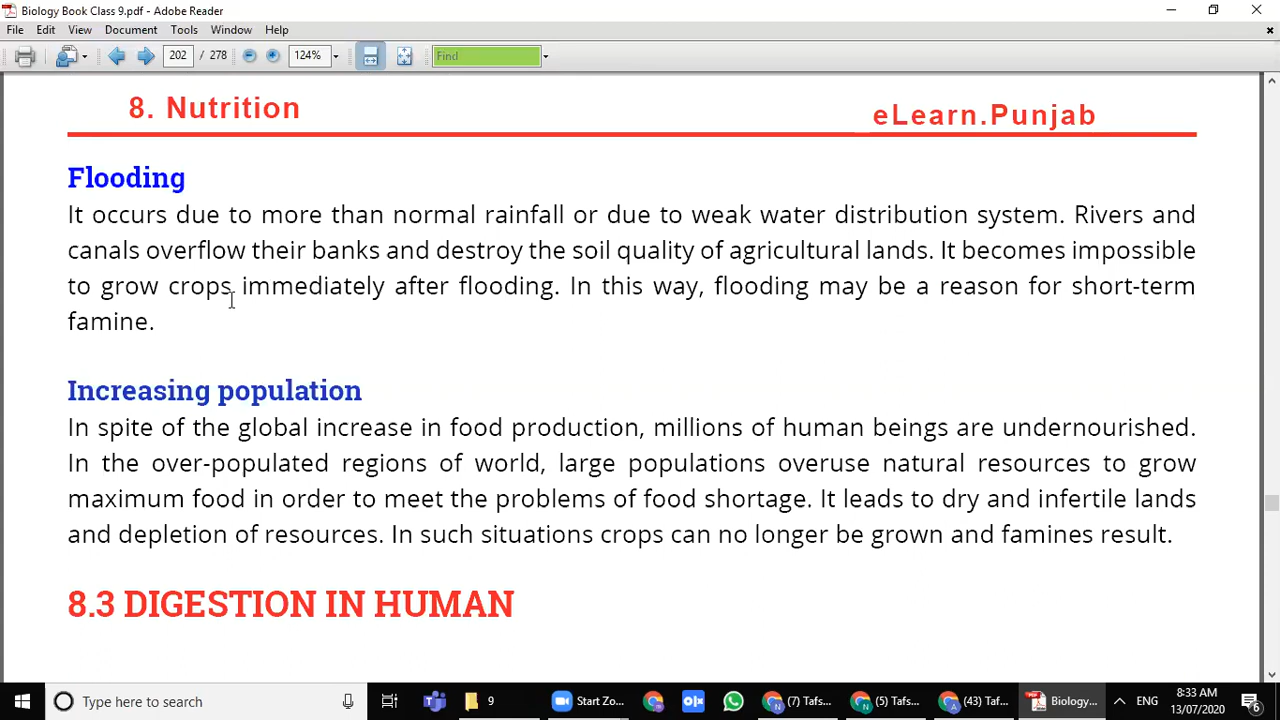 Biology Book Class 9.pdf - Adobe Reader
File Edit View Document Tools Window Help
202 / 278 124% Find
8. Nutrition eLearn.Punjab
Flooding
It occurs due to more than normal rainfall or due to weak water distribution system. Rivers and
canals overflow their banks and destroy the soil quality of agricultural lands. It becomes impossible
to grow crops immediately after flooding. In this way, flooding may be a reason for short-term
famine.
Increasing population
In spite of the global increase in food production, millions of human beings are undernourished.
In the over-populated regions of world, large populations overuse natural resources to grow
maximum food in order to meet the problems of food shortage. It leads to dry and infertile lands
and depletion of resources. In such situations crops can no longer be grown and famines result.
8.3 DIGESTION IN HUMAN
Type here to search 9 Start Zo... (7) Tafs... (5) Tafs... (43) Taf... Biology... ENG 8:33 AM
13/07/2020 6